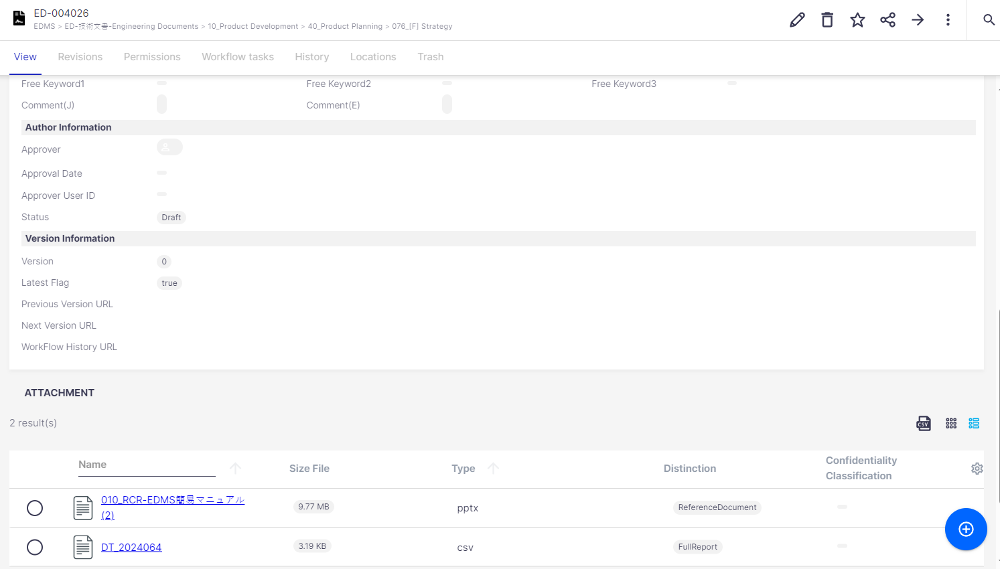 ED-004026
EDMS > ED-技術文書-Engineering Documents > 10_Product Development > 40_Product Planning > 076_[F] Strategy
View Revisions Permissions Workflow tasks History Locations Trash
Free Keyword1 Free Keyword2 Free Keyword3
Comment(J) Comment(E)
Author Information
Approver
Approval Date
Approver User ID
Status Draft
Version Information
Version 0
Latest Flag true
Previous Version URL
Next Version URL
WorkFlow History URL
ATTACHMENT
2 result(s)
CSV
Name Size File Type Distinction Confidentiality
Classification
010_RCR-EDMS簡易マニュアル
(2) 9.77 MB pptx ReferenceDocument
DT_2024064 3.19 KB csv FullReport